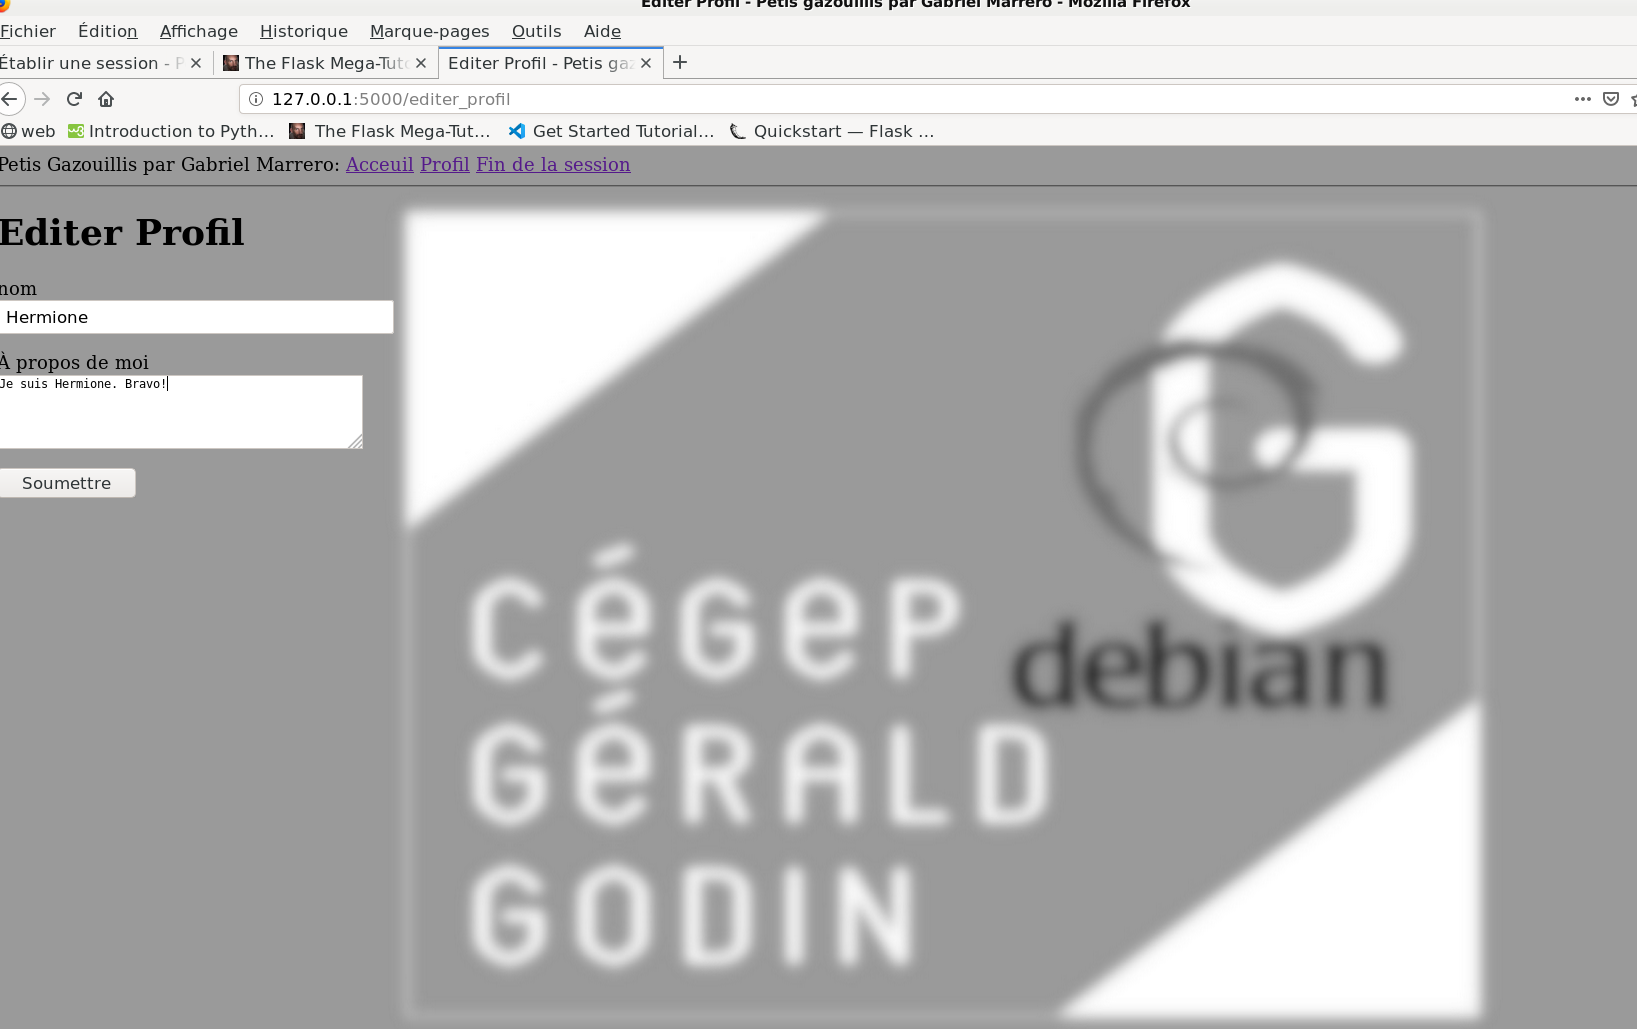 Editer Profil - Petis gazouillis par Gabriel Marrero - Mozilla Firefox
Fichier Édition Affichage Historique Marque-pages Outils Aide
Établir une session - P The Flask Mega-Tuto Editer Profil - Petis gaz
127.0.0.1:5000/editer_profil
web Introduction to Pyth… The Flask Mega-Tut… Get Started Tutorial… Quickstart — Flask …
Petis Gazouillis par Gabriel Marrero: Acceuil Profil Fin de la session
Editer Profil
nom
Hermione
À propos de moi
Je suis Hermione. Bravo!
Soumettre
G
debian
céGeP
GéRALD
GODIN